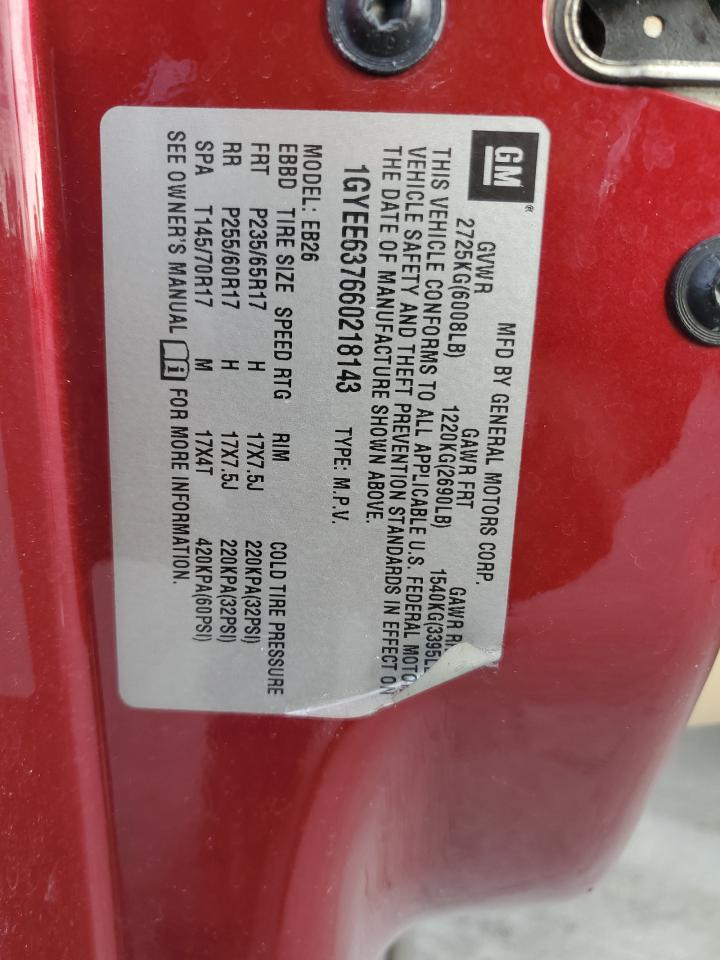 GM®
MFD BY GENERAL MOTORS CORP.
GVWR GAWR FRT GAWR
2725KG(6008LB) 1220KG(2690LB)
THIS VEHICLE CONFORMS TO ALL APPLICABLE U.S. FEDERAL
VEHICLE SAFETY AND THEFT PREVENTION STANDARDS IN EFFECT ON
THE DATE OF MANUFACTURE SHOWN ABOVE.
1GYEE637660218143 TYPE: M.P.V.
MODEL: EB26
EBBD TIRE SIZE SPEED RTG RIM COLD TIRE PRESSURE
FRT P235/65R17 H 17X7.5J 220KPA(32PSI)
RR P255/60R17 H 17X7.5J 220KPA(32PSI)
SPA T145/70R17 M 17X4T 420KPA(60PSI)
SEE OWNER'S MANUAL FOR MORE INFORMATION.